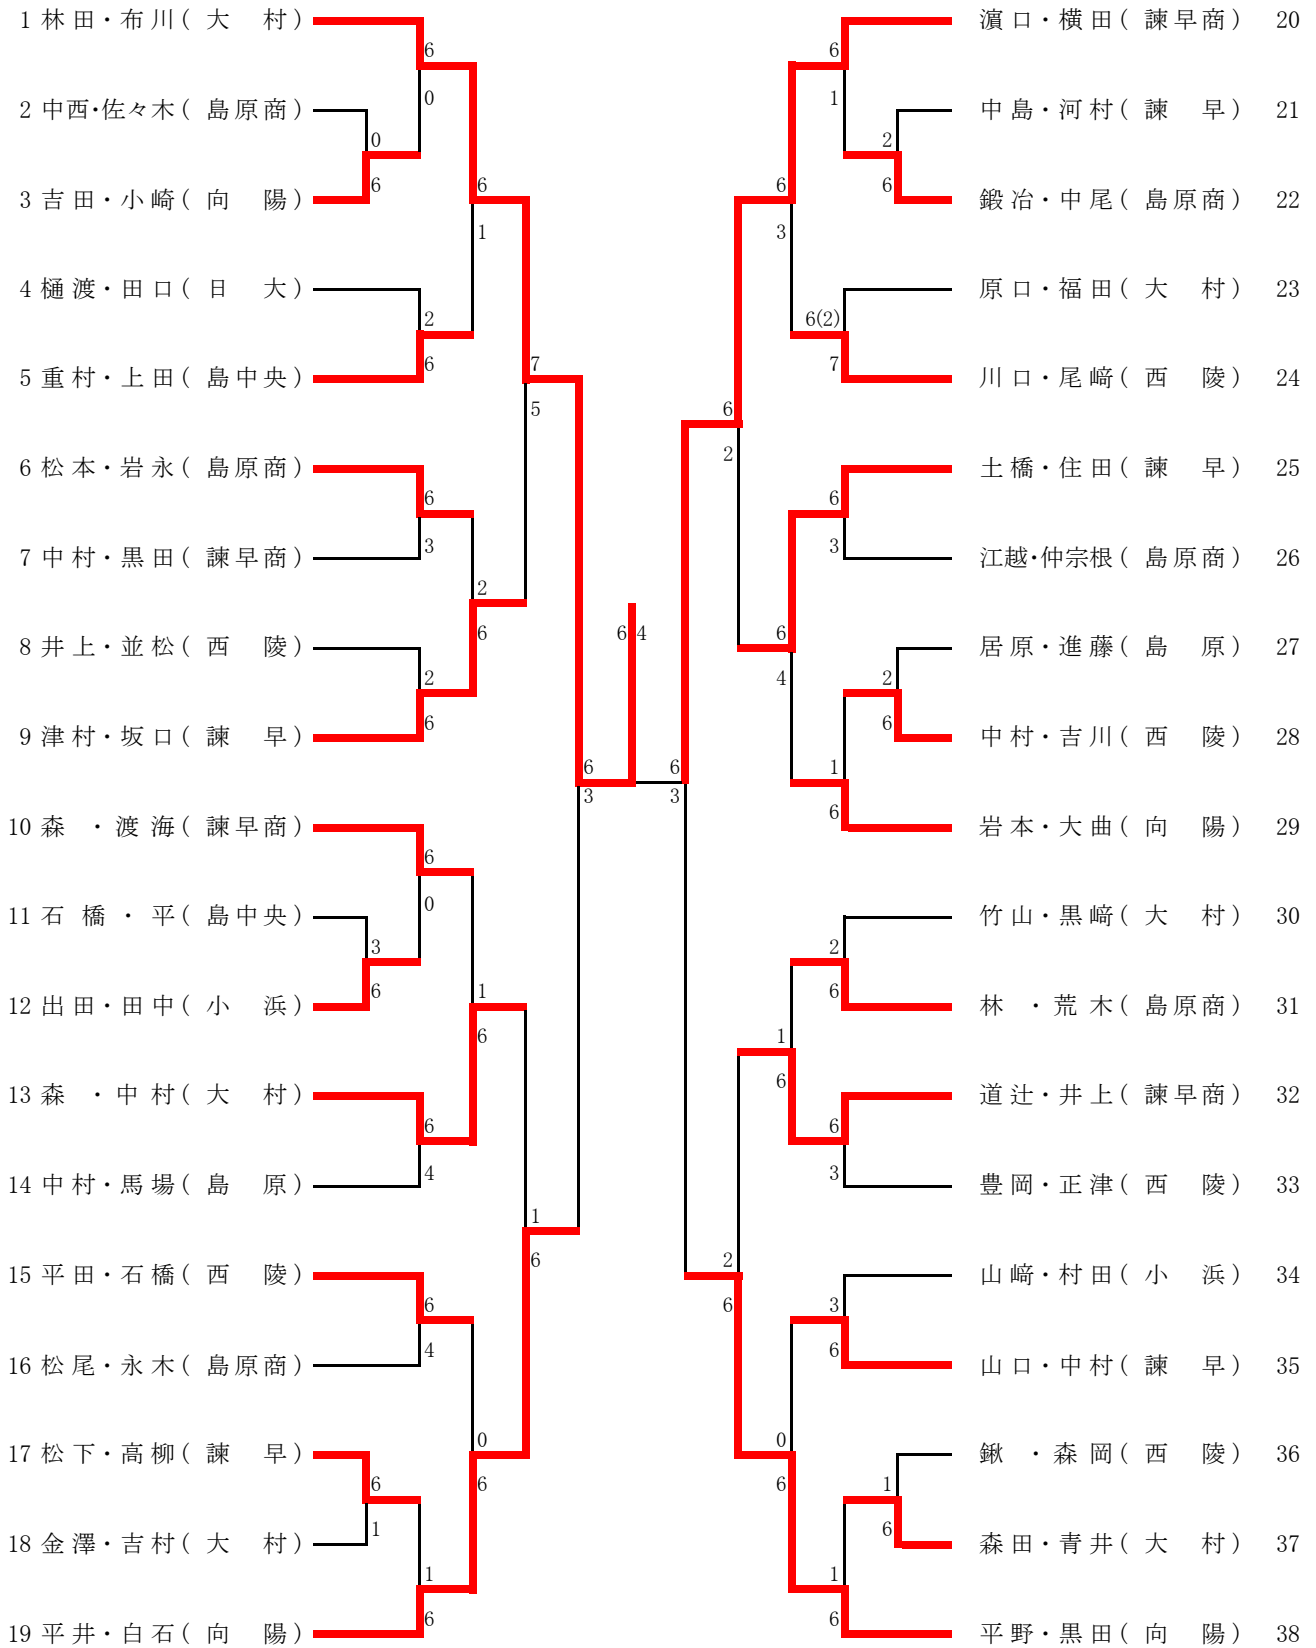 1 林田・布川(大 村)
2 中西・佐々木(島原商)
3 吉田・小崎(向 陽)
4 樋渡・田口(日 大)
5 重村・上田(島中央)
6 松本・岩永(島原商)
7 中村・黒田(諫早商)
8 井上・並松(西 陵)
9 津村・坂口(諫 早)
10 森 ・渡海(諫早商)
11 石橋・平(島中央)
12 出田・田中(小 浜)
13 森 ・中村(大 村)
14 中村・馬場(島 原)
15 平田・石橋(西 陵)
16 松尾・永木(島原商)
17 松下・高柳(諫 早)
18 金澤・吉村(大 村)
19 平井・白石(向 陽)
6
0
0
6
6
1
2
6
7
5
6
3
2
6
2
6
6
3
6
0
3
6
1
6
6
4
1
6
6
4
0
6
6
1
1
6
6 4
濵口・横田(諫早商) 20
中島・河村(諫 早) 21
鍛冶・中尾(島原商) 22
原口・福田(大 村) 23
川口・尾﨑(西 陵) 24
土橋・住田(諫 早) 25
江越・仲宗根(島原商) 26
居原・進藤(島 原) 27
中村・吉川(西 陵) 28
岩本・大曲(向 陽) 29
竹山・黒﨑(大 村) 30
林 ・荒木(島原商) 31
道辻・井上(諫早商) 32
豊岡・正津(西 陵) 33
山﨑・村田(小 浜) 34
山口・中村(諫 早) 35
鍬 ・森岡(西 陵) 36
森田・青井(大 村) 37
平野・黒田(向 陽) 38
6
1
2
6
6
3
6(2)
7
6
2
6
3
6
4
2
6
1
6
6
3
2
6
1
6
6
3
2
6
3
6
0
6
1
6
1
6